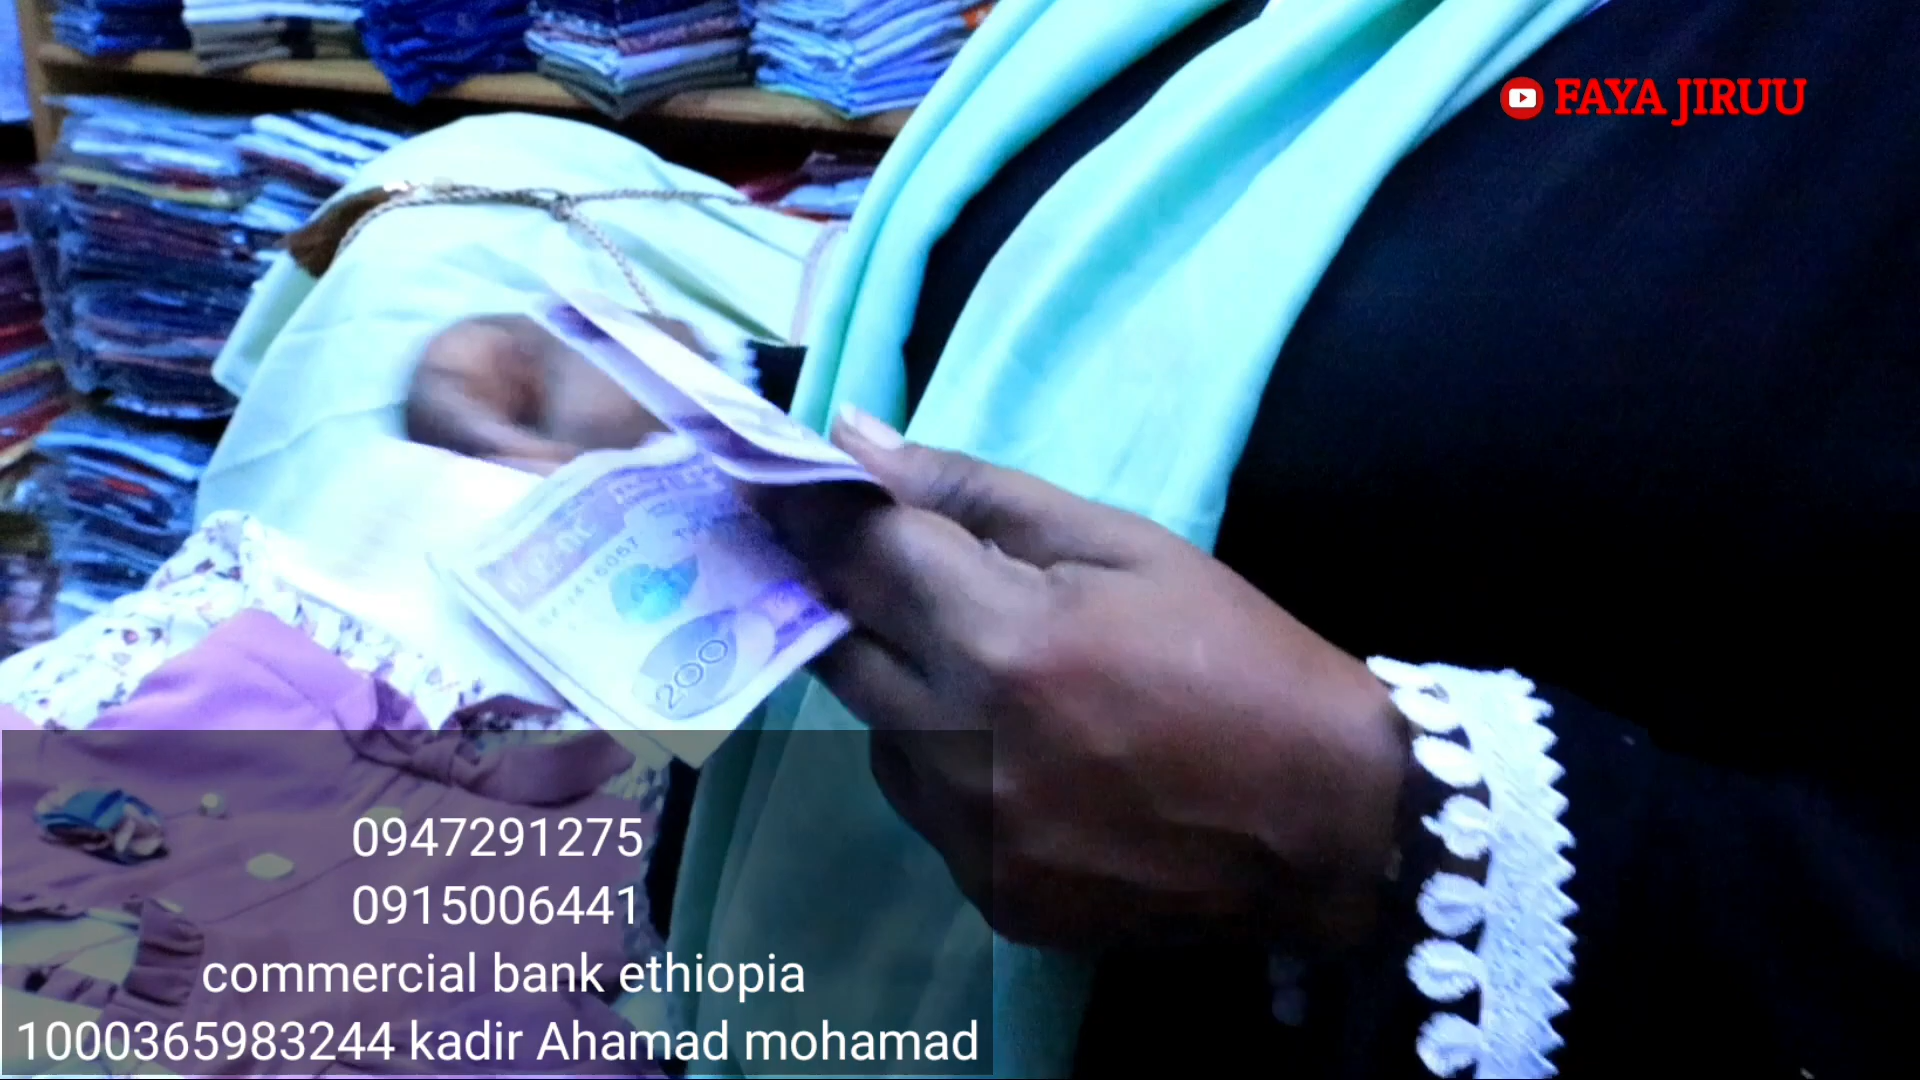 FAYA JIRUU
200
0947291275
0915006441
commercial bank ethiopia
1000365983244 kadir Ahamad mohamad